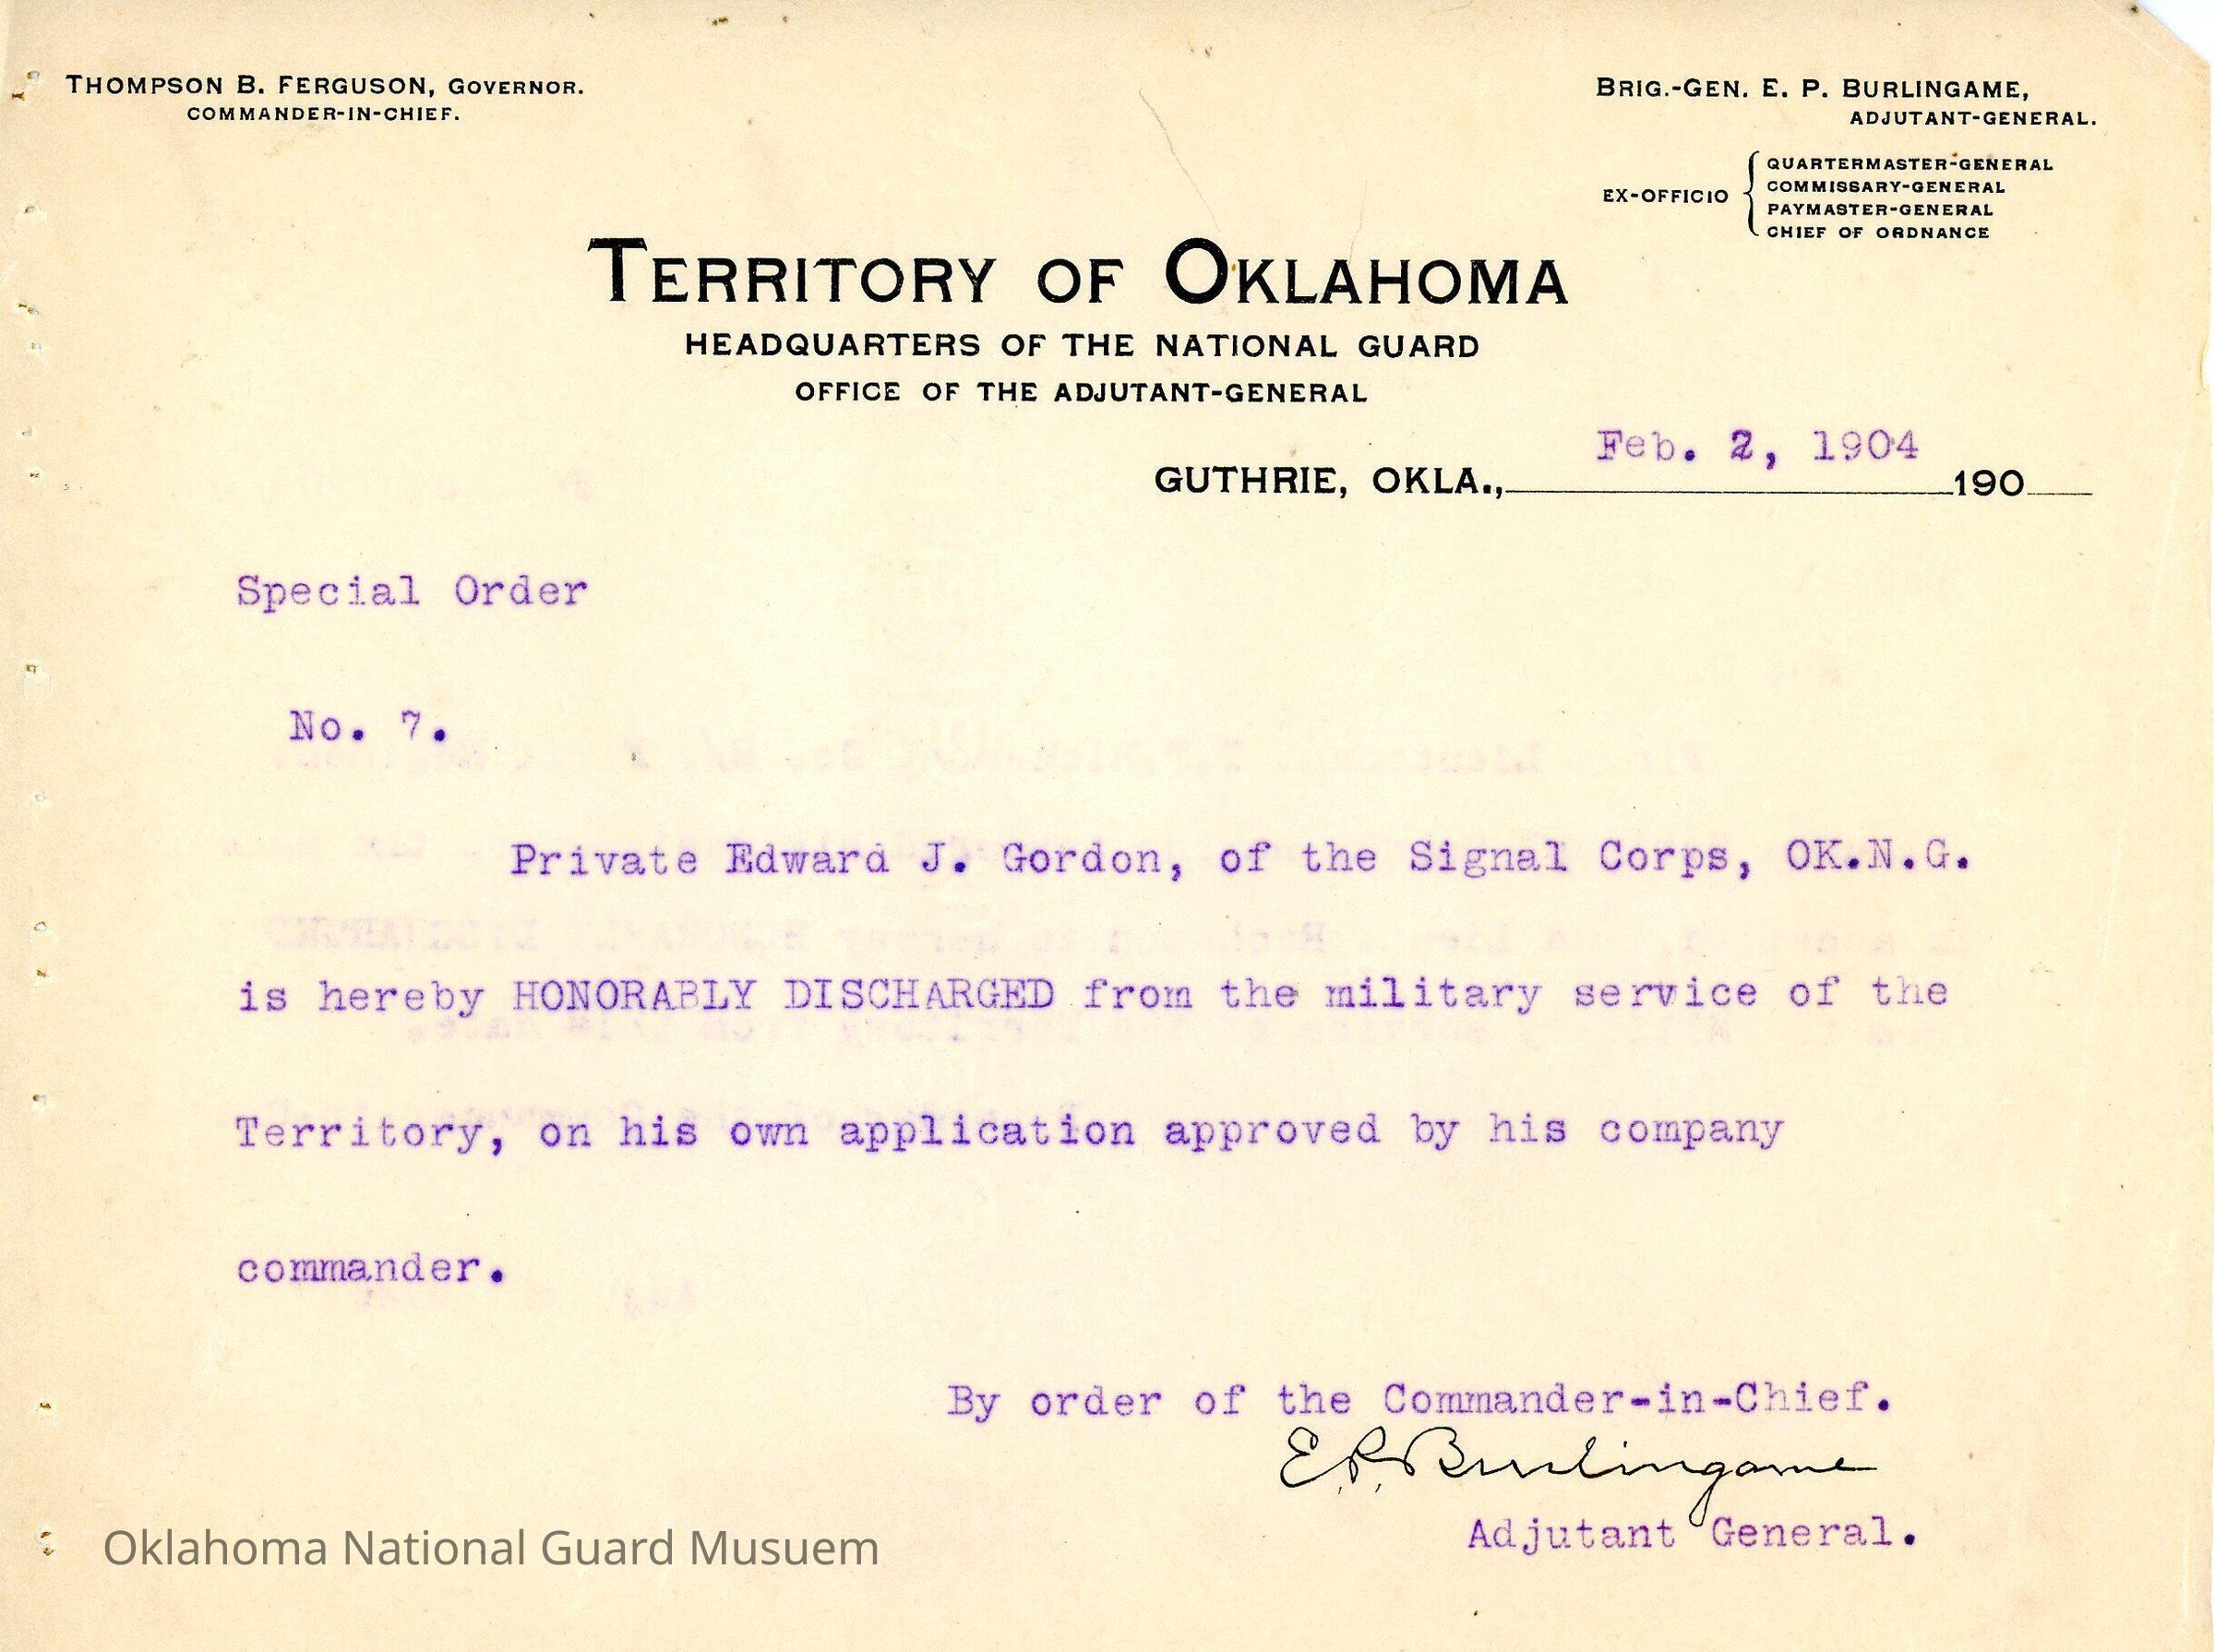 THOMPSON B. FERGUSON, GOVERNOR.
COMMANDER-IN-CHIEF.
BRIG.-GEN. E. P. BURLINGAME,
ADJUTANT-GENERAL.
EX-OFFICIO
QUARTERMASTER-GENERAL
COMMISSARY-GENERAL
PAYMASTER-GENERAL
CHIEF OF ORDNANCE
TERRITORY OF OKLAHOMA
HEADQUARTERS OF THE NATIONAL GUARD
OFFICE OF THE ADJUTANT-GENERAL
Feb. 2, 1904
GUTHRIE, OKLA.,190
Special Order
No. 7.
Private Edward J. Gordon, of the Signal Corps, OK.N.G.
is hereby HONORABLY DISCHARGED from the military service of the
Territory, on his own application approved by his company
commander.
By order of the Commander-in-Chief.
E.P. Burlingame
Adjutant General.
Oklahoma National Guard Musuem